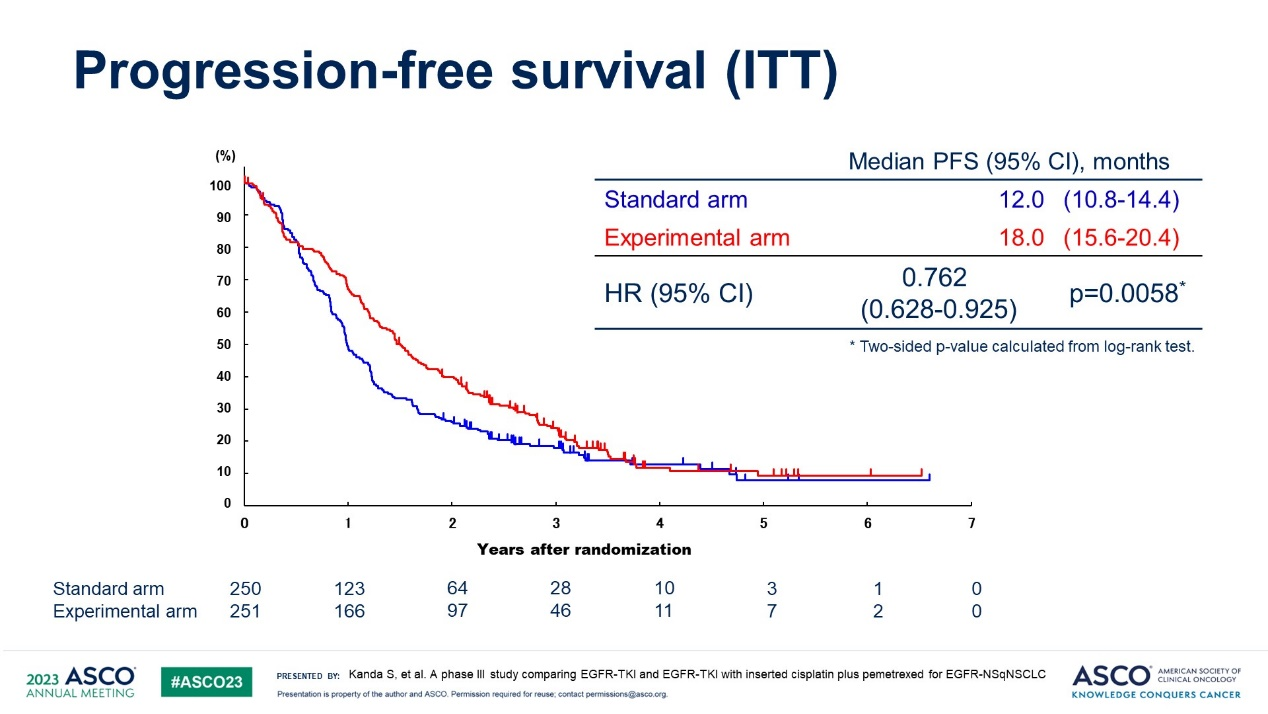 Progression-free survival (ITT)
(%)
100
90
80
70
60
50
40
30
20
10
0
0 1 2 3 4 5 6 7
Years after randomization
Median PFS (95% CI), months
Standard arm 12.0 (10.8-14.4)
Experimental arm 18.0 (15.6-20.4)
HR (95% CI) 0.762 (0.628-0.925) p=0.0058*
* Two-sided p-value calculated from log-rank test.
Standard arm 250 123 64 28 10 3 1 0
Experimental arm 251 166 97 46 11 7 2 0
2023 ASCO
ANNUAL MEETING
#ASCO23
PRESENTED BY: Kanda S, et al. A phase III study comparing EGFR-TKI and EGFR-TKI with inserted cisplatin plus pemetrexed for EGFR-NSqNSCLC
Presentation is property of the author and ASCO. Permission required for reuse; contact permissions@asco.org.
ASCO AMERICAN SOCIETY OF
CLINICAL ONCOLOGY
KNOWLEDGE CONQUERS CANCER